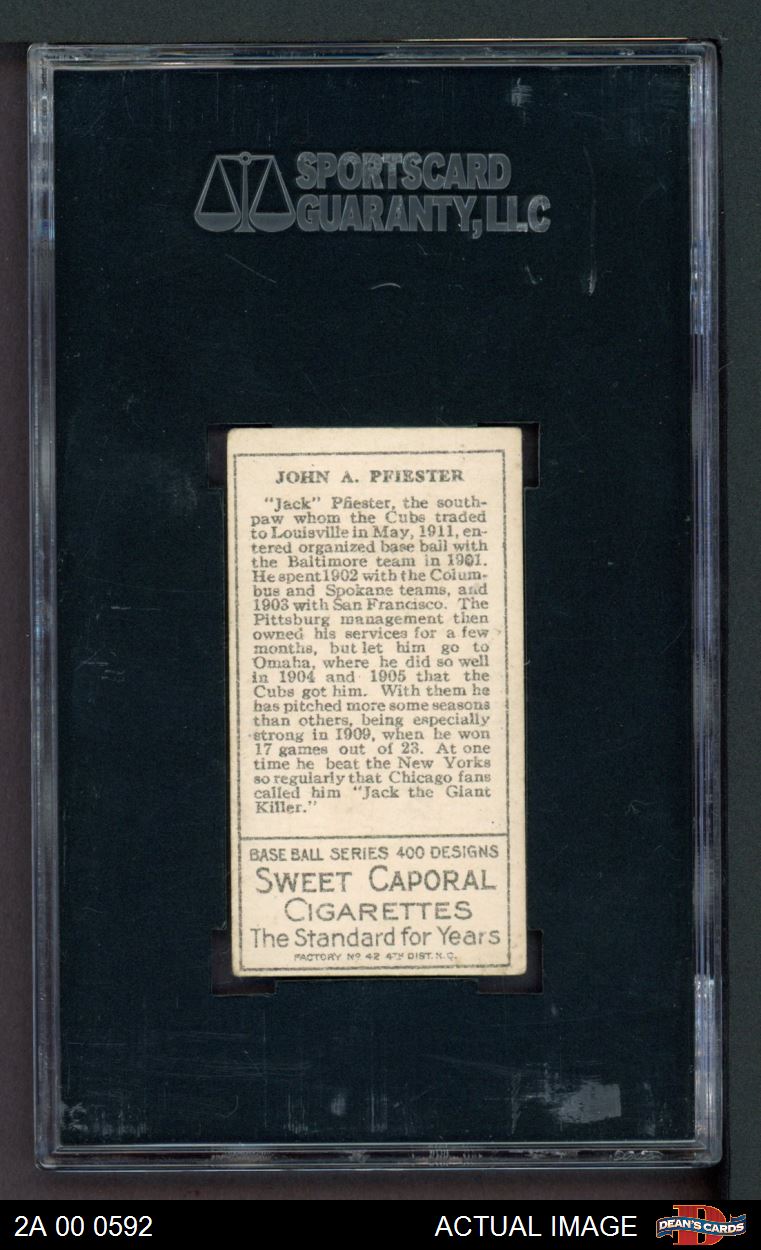 SPORTSCARD
GUARANTY, LLC
JOHN A. PFIESTER
"Jack" Pfiester, the south-
paw whom the Cubs traded
to Louisville in May, 1911, en-
tered organized base ball with
the Baltimore team in 1901.
He spent 1902 with the Colum-
bus and Spokane teams, and
1903 with San Francisco. The
Pittsburg management then
owned his services for a few
months, but let him go to
Omaha, where he did so well
in 1904 and 1905 that the
Cubs got him. With them he
has pitched more some seasons
than others, being especially
strong in 1909, when he won
17 games out of 23. At one
time he beat the New Yorks
so regularly that Chicago fans
called him "Jack the Giant
Killer."
BASE BALL SERIES 400 DESIGNS
SWEET CAPORAL
CIGARETTES
The Standard for Years
FACTORY Nº 42 4TH DIST. N.C.
2A 00 0592
ACTUAL IMAGE
D
DEAN'S CARDS